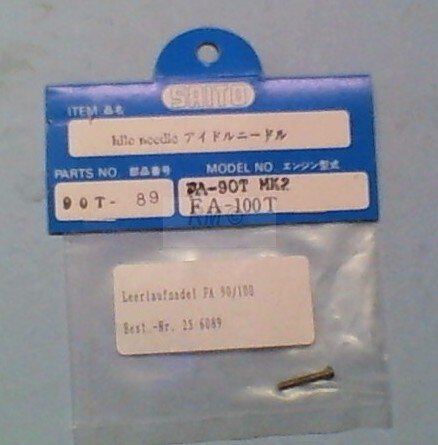 SAITO
ITEM 品名
Idle needle アイドルニードル
PARTS NO 部品番号
MODEL NO. エンジン型式
90T- 89
FA-90T MK2
FA-100T
Leerlaufnadel FA 90/100
Best.-Nr. 25 6089